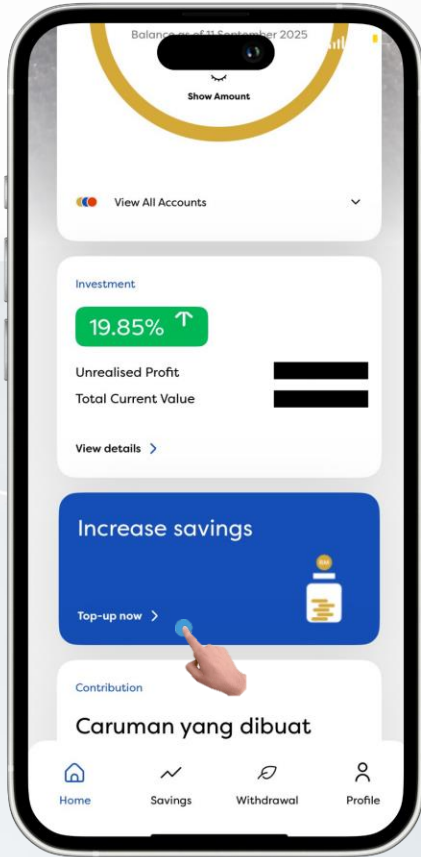 Balance as of 11 September 2025
Show Amount
View All Accounts
Investment
19.85%
Unrealised Profit
Total Current Value
View details
Increase savings
RM
Top-up now
Contribution
Caruman yang dibuat
Home Savings Withdrawal Profile